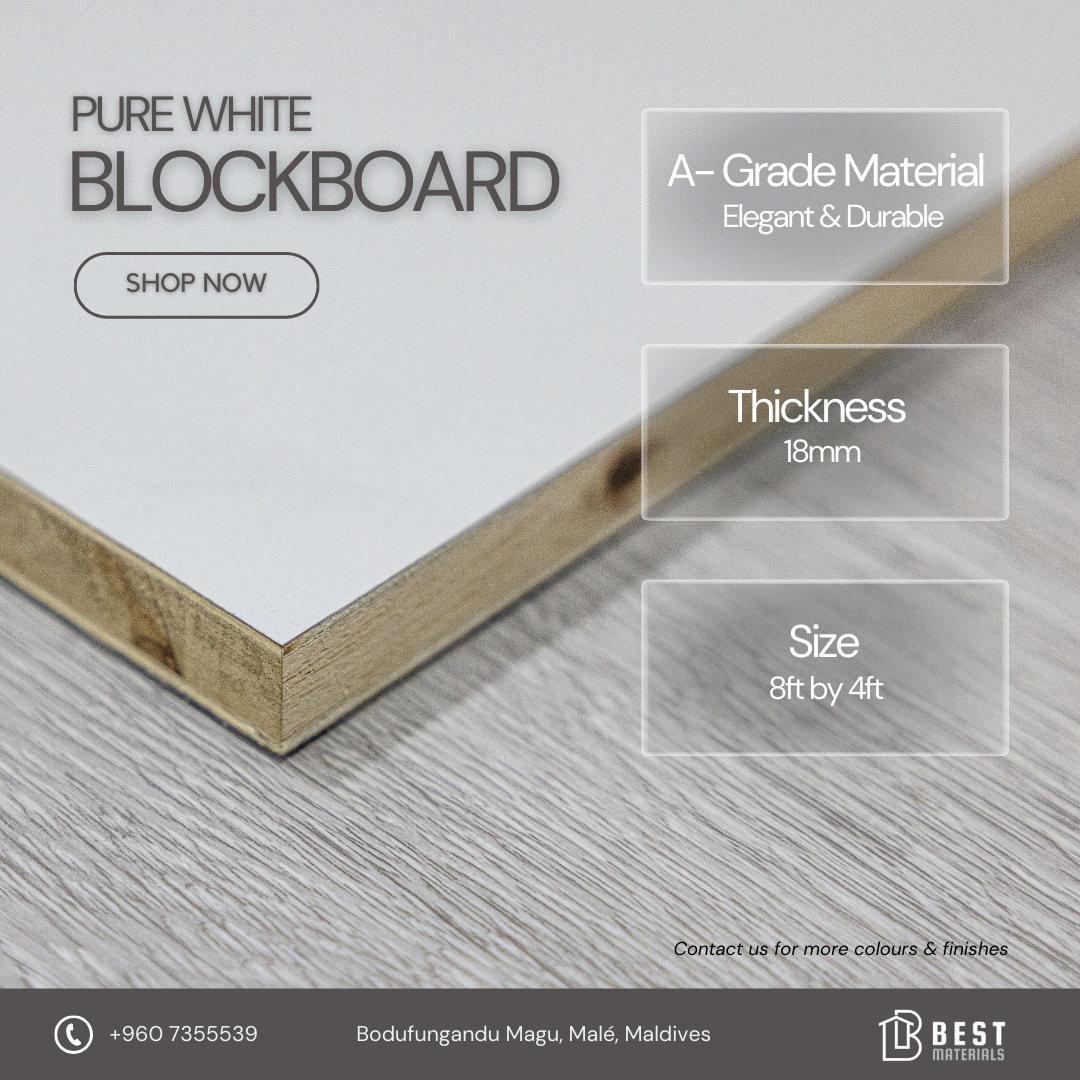 PURE WHITE
BLOCKBOARD
SHOP NOW
A- Grade Material
Elegant & Durable
Thickness
18mm
Size
8ft by 4ft
Contact us for more colours & finishes
+960 7355539
Bodufungandu Magu, Malé, Maldives
BEST
MATERIALS